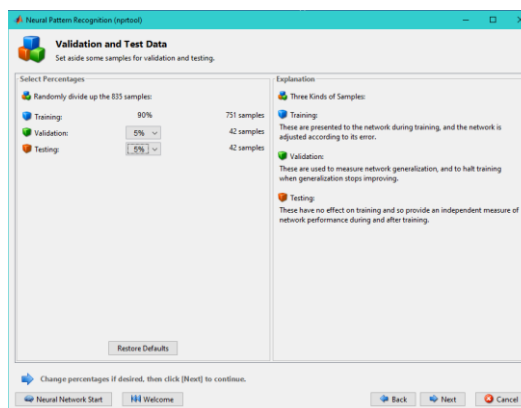 Neural Pattern Recognition (nprtool)
Validation and Test Data
Set aside some samples for validation and testing.
Select Percentages
Randomly divide up the 835 samples:
Training: 90% 751 samples
Validation: 5% 42 samples
Testing: 5% 42 samples
Restore Defaults
Explanation
Three Kinds of Samples:
Training:
These are presented to the network during training, and the network is
adjusted according to its error.
Validation:
These are used to measure network generalization, and to halt training
when generalization stops improving.
Testing:
These have no effect on training and so provide an independent measure of
network performance during and after training.
Change percentages if desired, then click [Next] to continue.
Neural Network Start Welcome Back Next Cancel